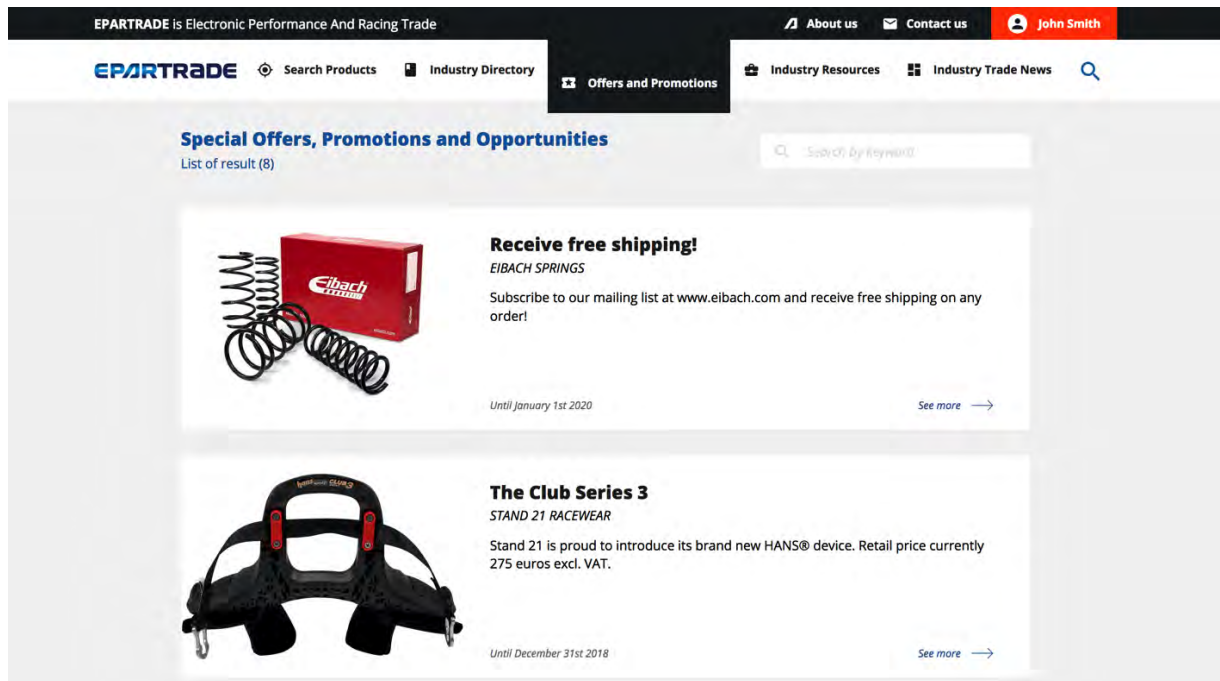 EPARTRADE is Electronic Performance And Racing Trade
About us
Contact us
John Smith
EPARTRADE
Search Products
Industry Directory
Offers and Promotions
Industry Resources
Industry Trade News
Special Offers, Promotions and Opportunities
List of result (8)
Search by keyword
Eibach
Receive free shipping!
EIBACH SPRINGS
Subscribe to our mailing list at www.eibach.com and receive free shipping on any
order!
Until January 1st 2020
See more
hans CLUB 3
The Club Series 3
STAND 21 RACEWEAR
Stand 21 is proud to introduce its brand new HANS® device. Retail price currently
275 euros excl. VAT.
Until December 31st 2018
See more